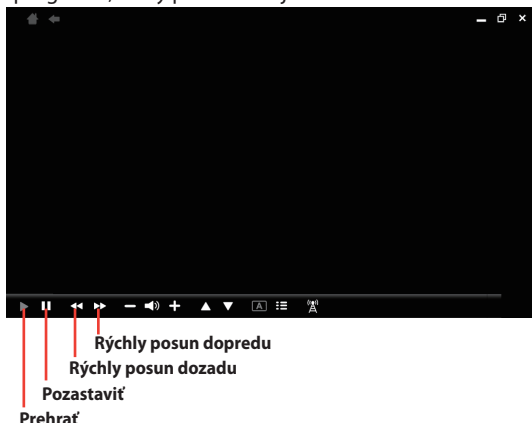 A
Rýchly posun dopredu
Rýchly posun dozadu
Pozastaviť
Prehrať